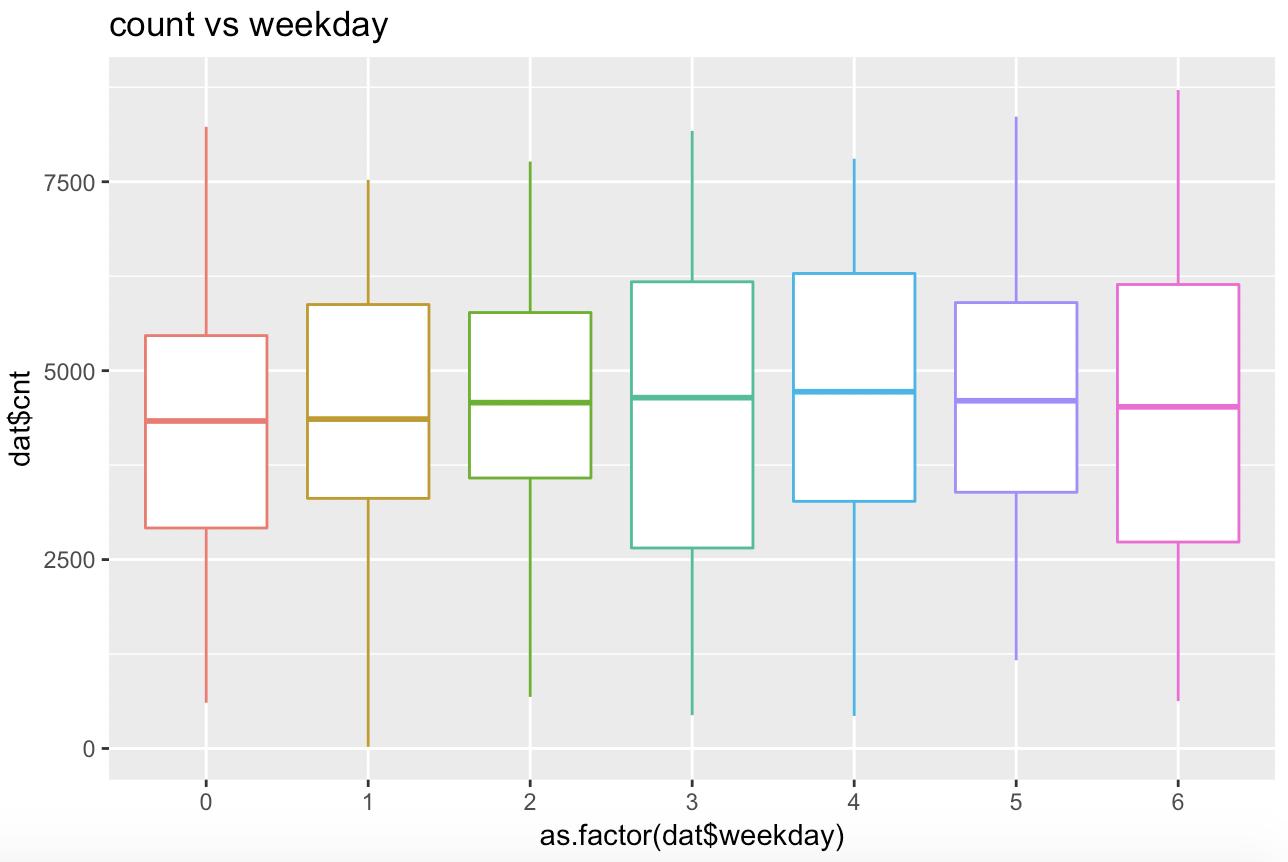 count vs weekday
dat$cnt
7500
5000
2500
0
0 1 2 3 4 5 6
as.factor(dat$weekday)